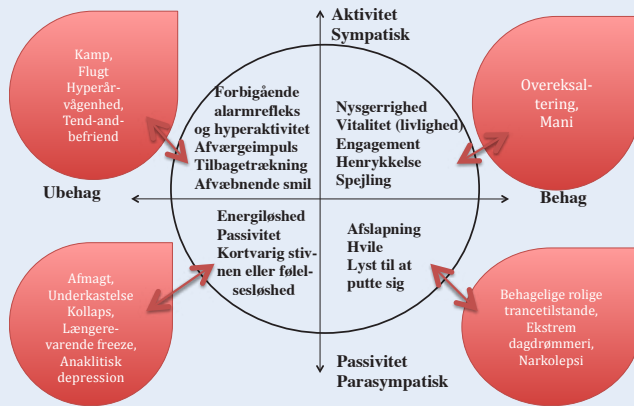 Aktivitet
Sympatisk
Kamp,
Flugt
Hyperår-
vågenhed,
Tend-and-
befriend
Forbigående
alarmrefleks
og hyperaktivitet
Afværgeimpuls
Tilbagetrækning
Afvæbnende smil
Nysgerrighed
Vitalitet (livlighed)
Engagement
Henrykkelse
Spejling
Overeksal-
tering,
Mani
Ubehag
Behag
Energiløshed
Passivitet
Kortvarig stiv-
nen eller følel-
sesløshed
Afslapning
Hvile
Lyst til at
putte sig
Afmagt,
Underkastelse
Kollaps,
Længere-
varende freeze,
Anaklitisk
depression
Behagelige rolige
trancetilstande,
Ekstrem
dagdrømmeri,
Narkolepsi
Passivitet
Parasympatisk